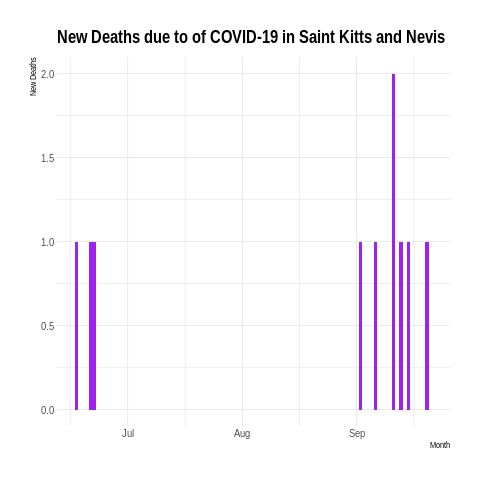 New Deaths due to of COVID-19 in Saint Kitts and Nevis
New Deaths
2.0
1.5
1.0
0.5
0.0
Jul Aug Sep
Month